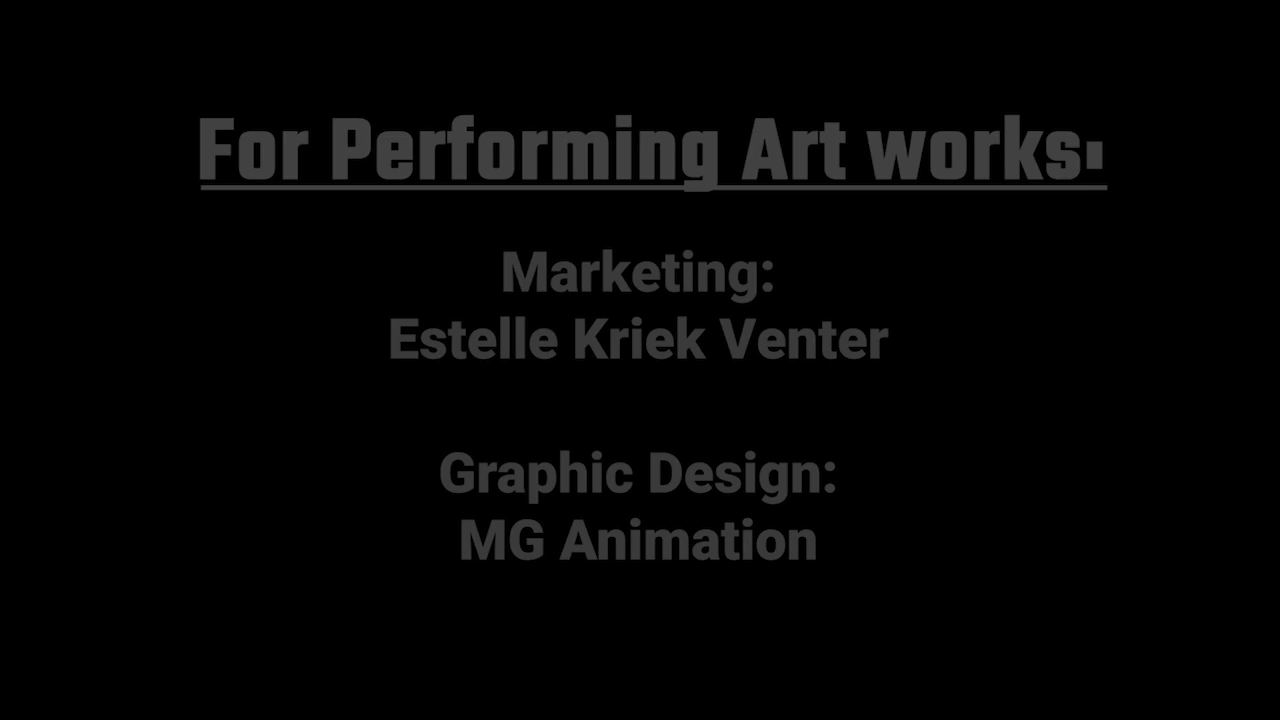 For Performing Art works:
Marketing:
Estelle Kriek Venter
Graphic Design:
MG Animation